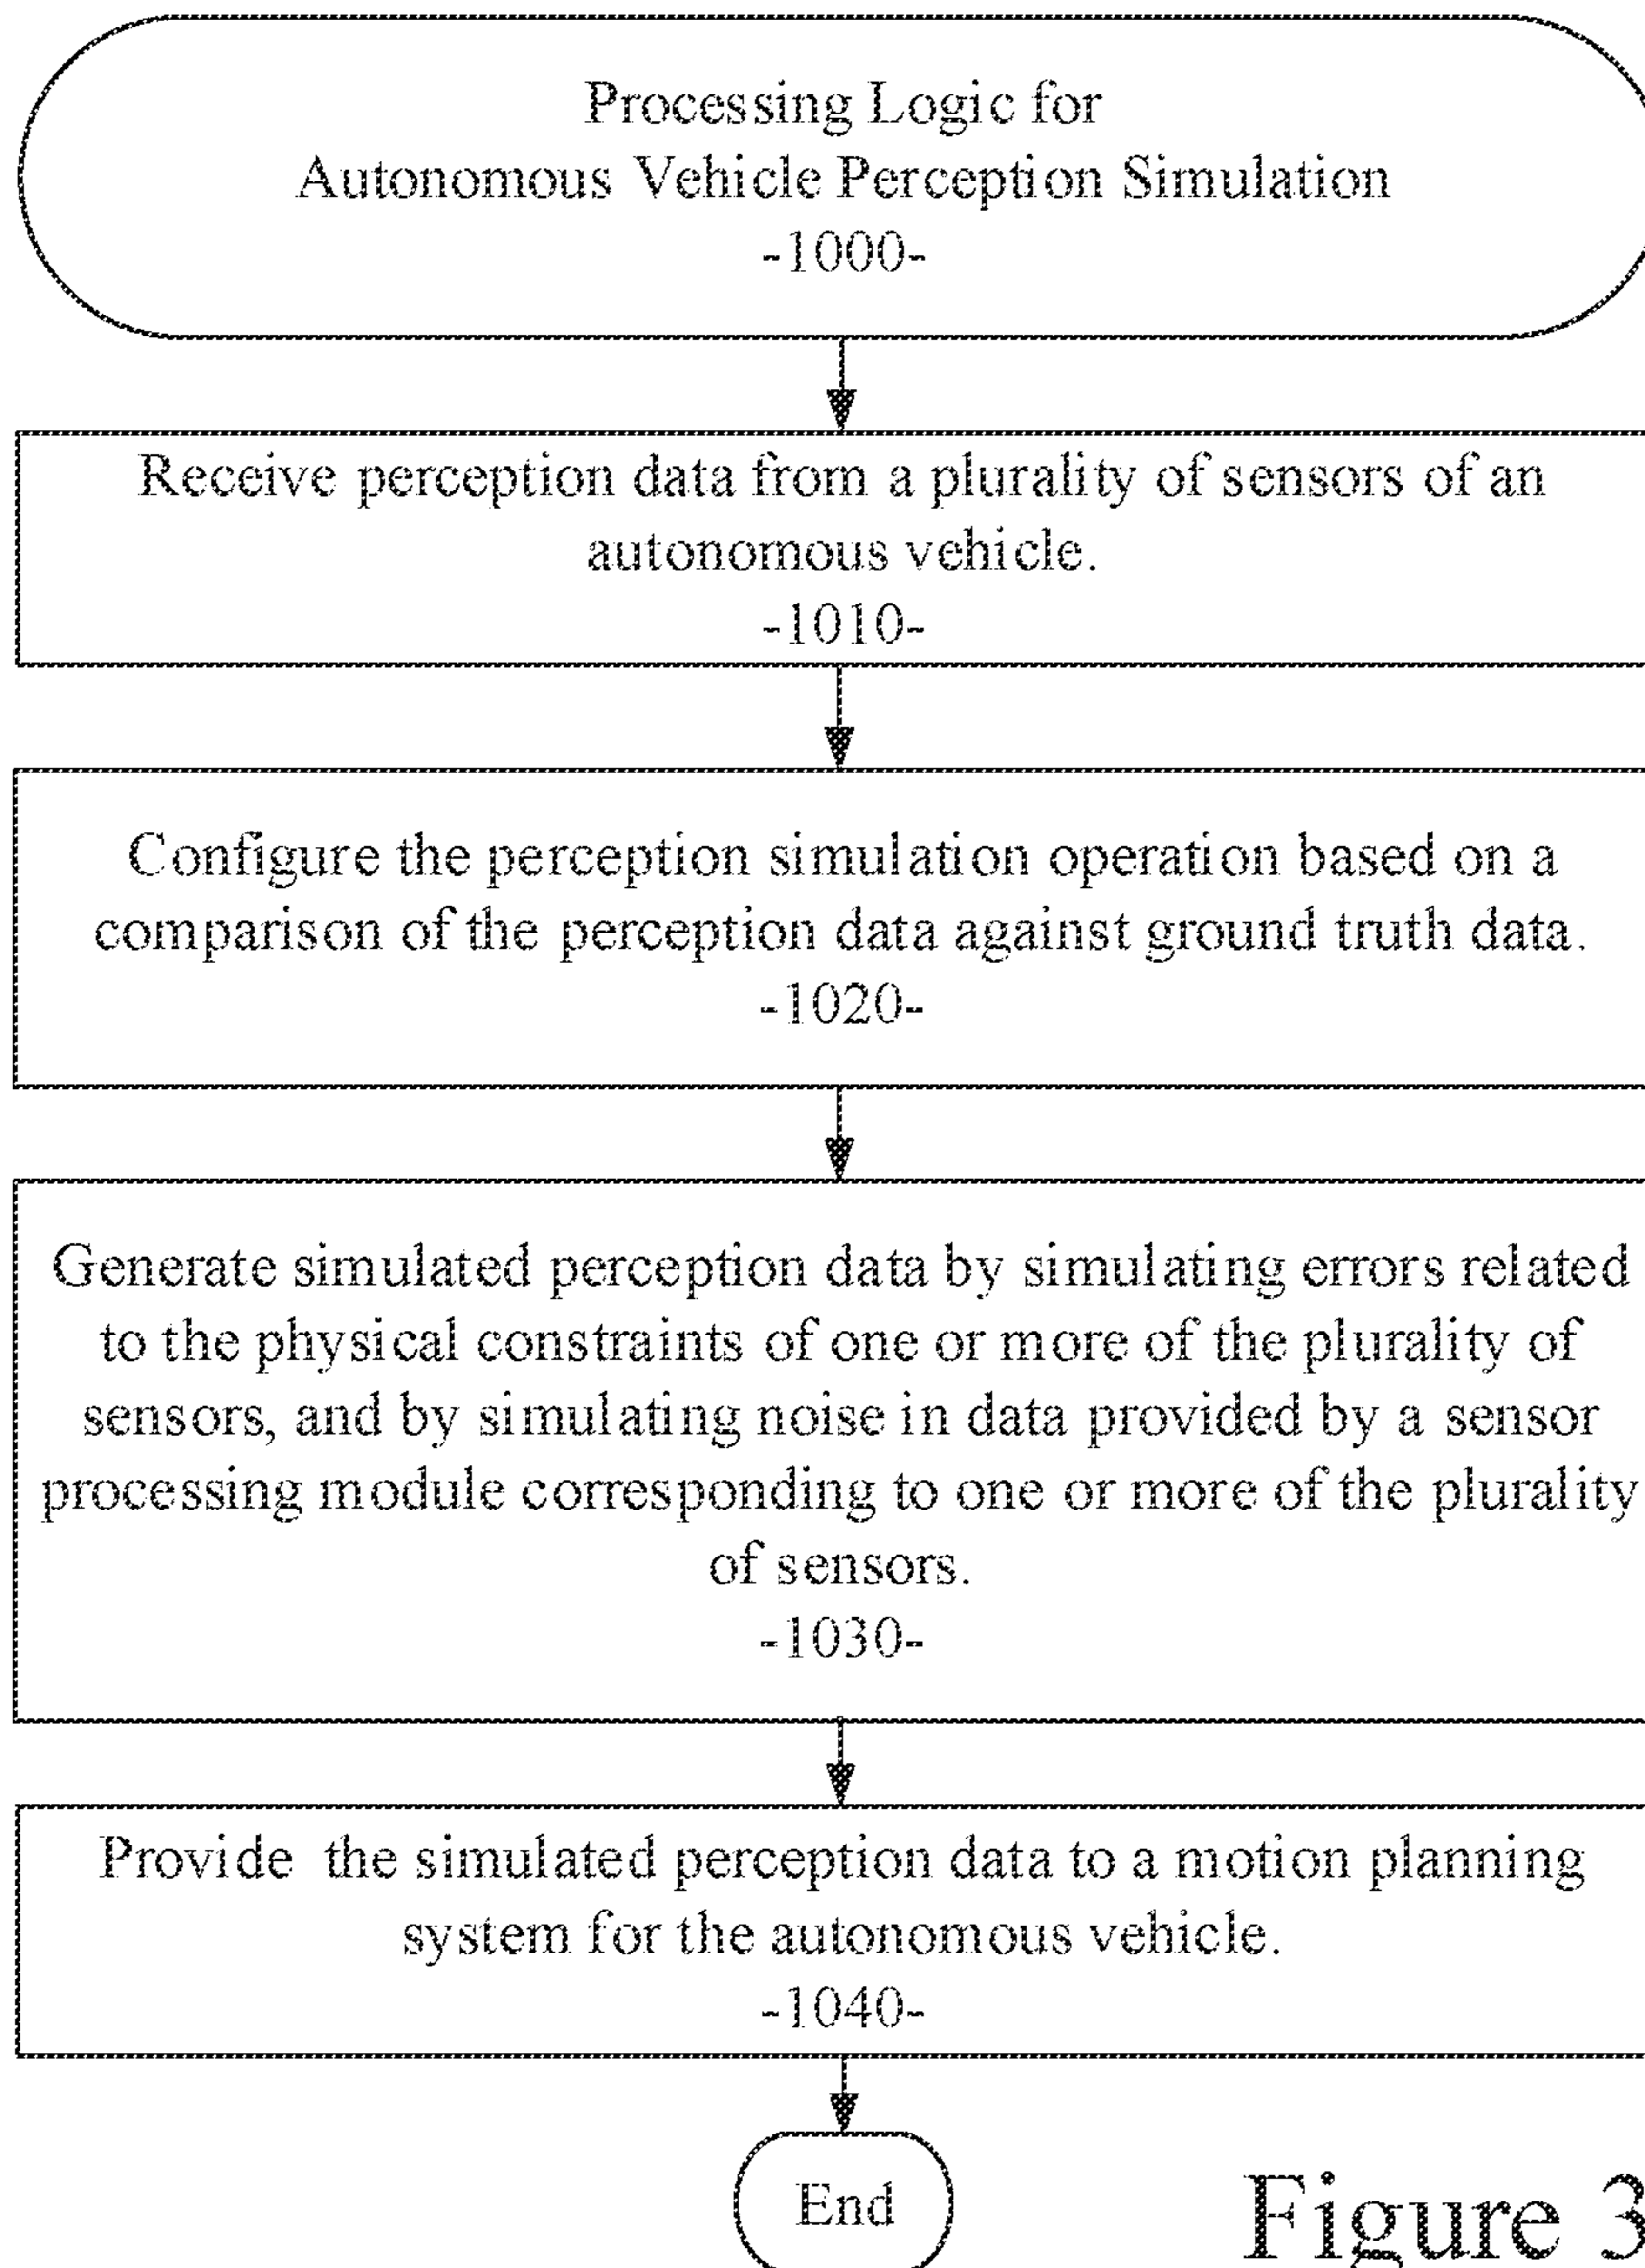 Processing Logic for
Autonomous Vehicle Perception Simulation
-1000-
Receive perception data from a plurality of sensors of an
autonomous vehicle.
-1010-
Configure the perception simulation operation based on a
comparison of the perception data against ground truth data.
-1020-
Generate simulated perception data by simulating errors related
to the physical constraints of one or more of the plurality of
sensors, and by simulating noise in data provided by a sensor
processing module corresponding to one or more of the plurality
of sensors.
-1030-
Provide the simulated perception data to a motion planning
system for the autonomous vehicle.
-1040-
End
Figure 3